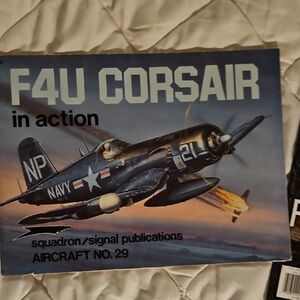 F4U CORSAIR
in action
NP
NAVY
21
squadron/signal publications
AIRCRAFT NO. 29